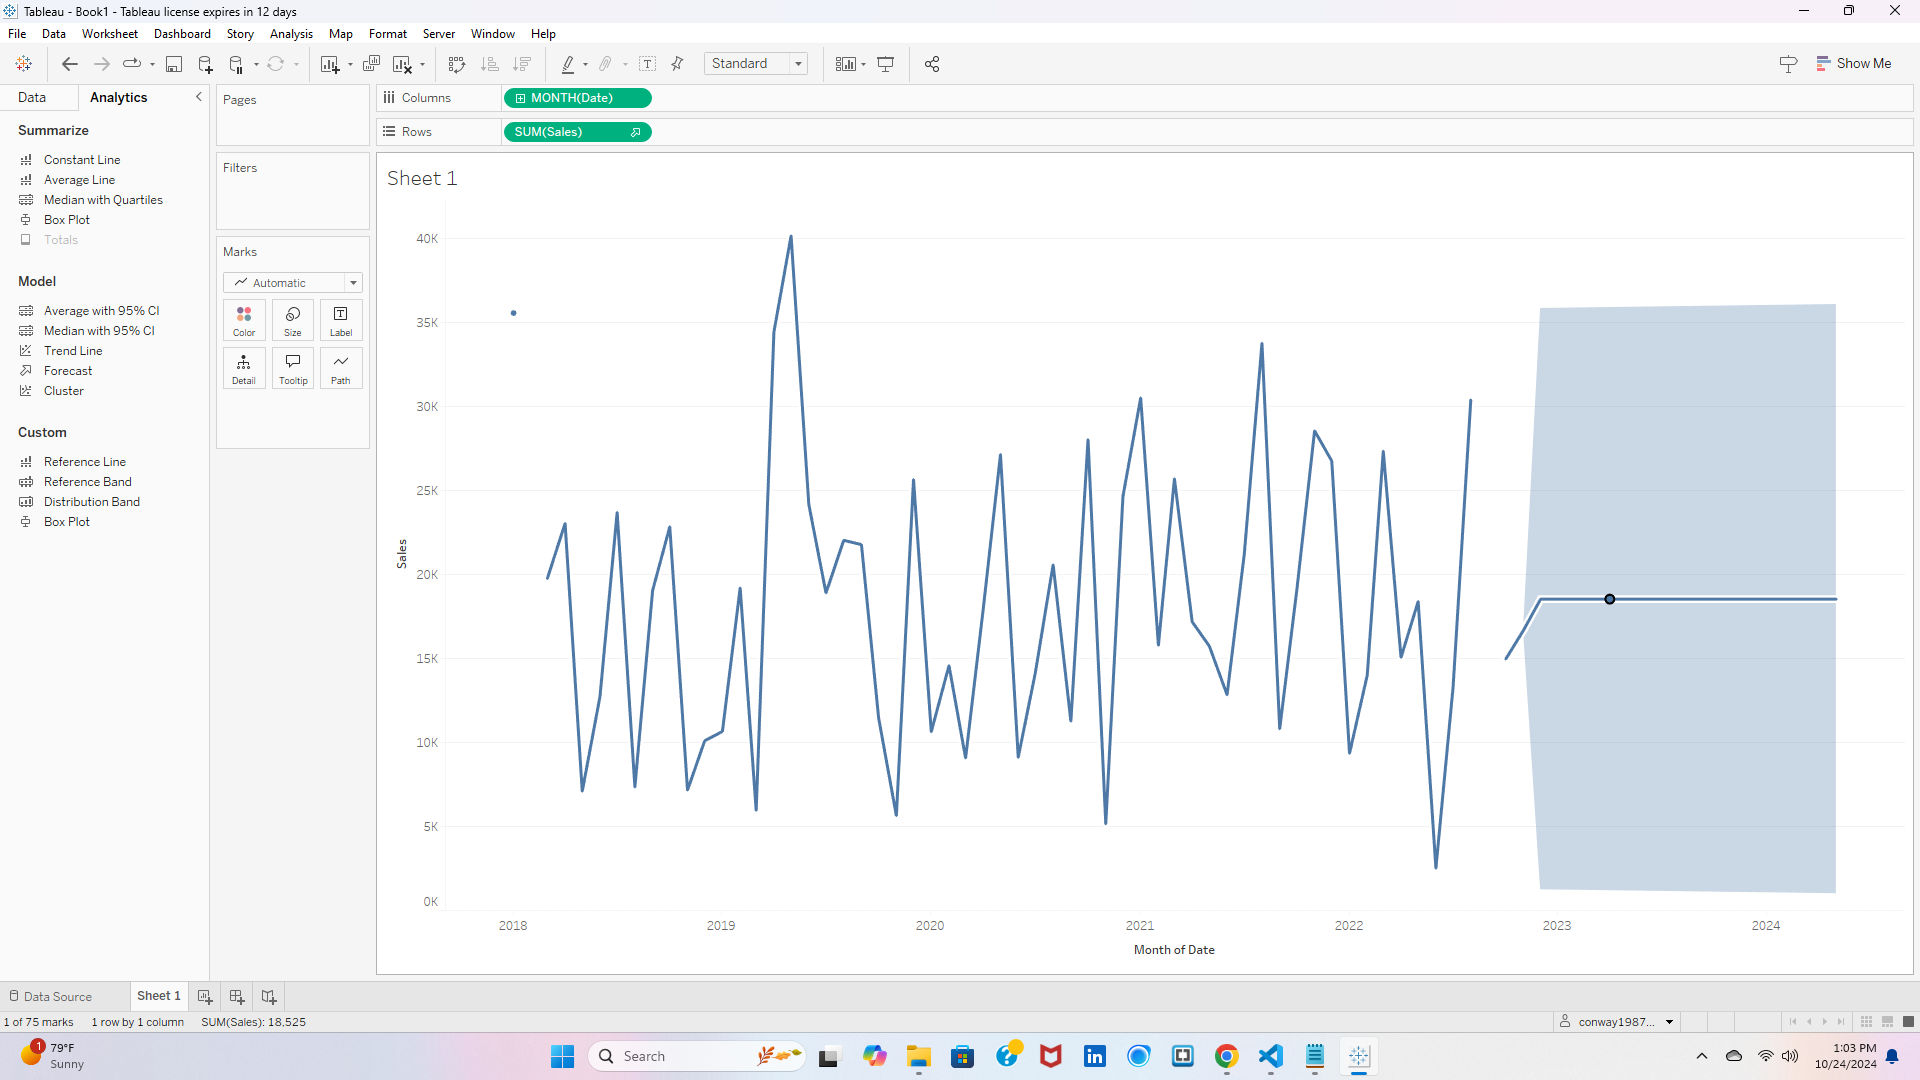 Tableau - Book1 - Tableau license expires in 12 days
File Data Worksheet Dashboard Story Analysis Map Format Server Window Help
Standard
Show Me
Data Analytics
Summarize
Constant Line
Average Line
Median with Quartiles
Box Plot
Totals
Model
Average with 95% CI
Median with 95% CI
Trend Line
Forecast
Cluster
Custom
Reference Line
Reference Band
Distribution Band
Box Plot
Pages
Filters
Marks
Automatic
Color Size Label
Detail Tooltip Path
Columns MONTH(Date)
Rows SUM(Sales)
Sheet 1
40K
35K
30K
25K
20K
15K
10K
5K
0K
Sales
2018 2019 2020 2021 2022 2023 2024
Month of Date
Data Source Sheet 1
1 of 75 marks 1 row by 1 column SUM(Sales): 18,525
conway1987...
1
79°F
Sunny
Search
in
1:03 PM
10/24/2024